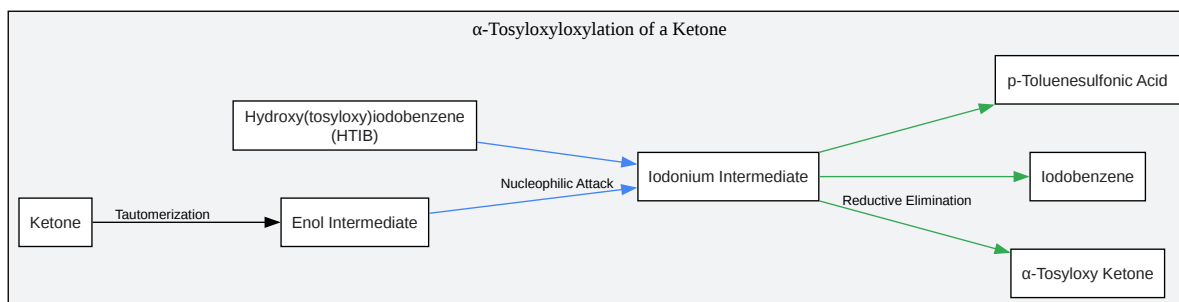 α-Tosyloxyloxylation of a Ketone
p-Toluenesulfonic Acid
Hydroxy(tosyloxy)iodobenzene
(HTIB)
Nucleophilic Attack
Iodonium Intermediate
Iodobenzene
Ketone
Tautomerization
Enol Intermediate
Reductive Elimination
α-Tosyloxy Ketone